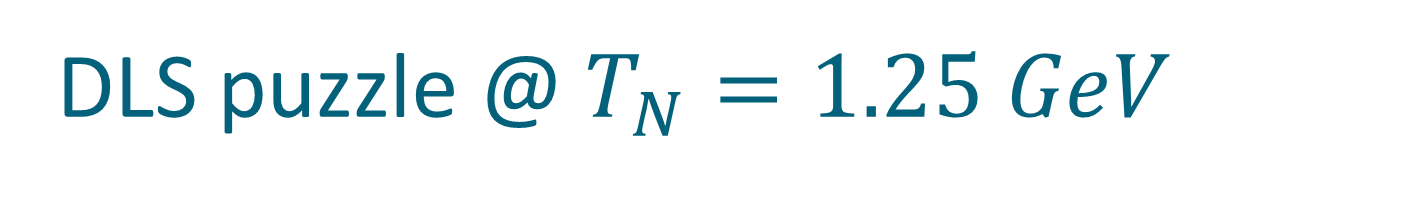 DLS puzzle @ T_N = 1.25 GeV